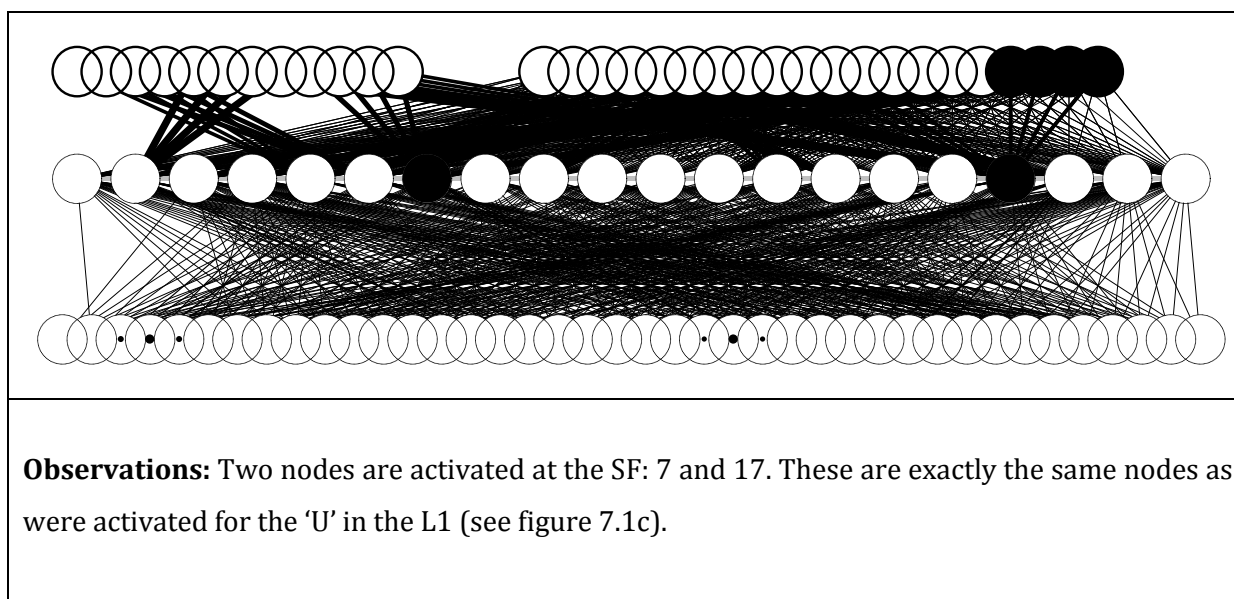 Observations: Two nodes are activated at the SF: 7 and 17. These are exactly the same nodes as
were activated for the ‘U’ in the L1 (see figure 7.1c).